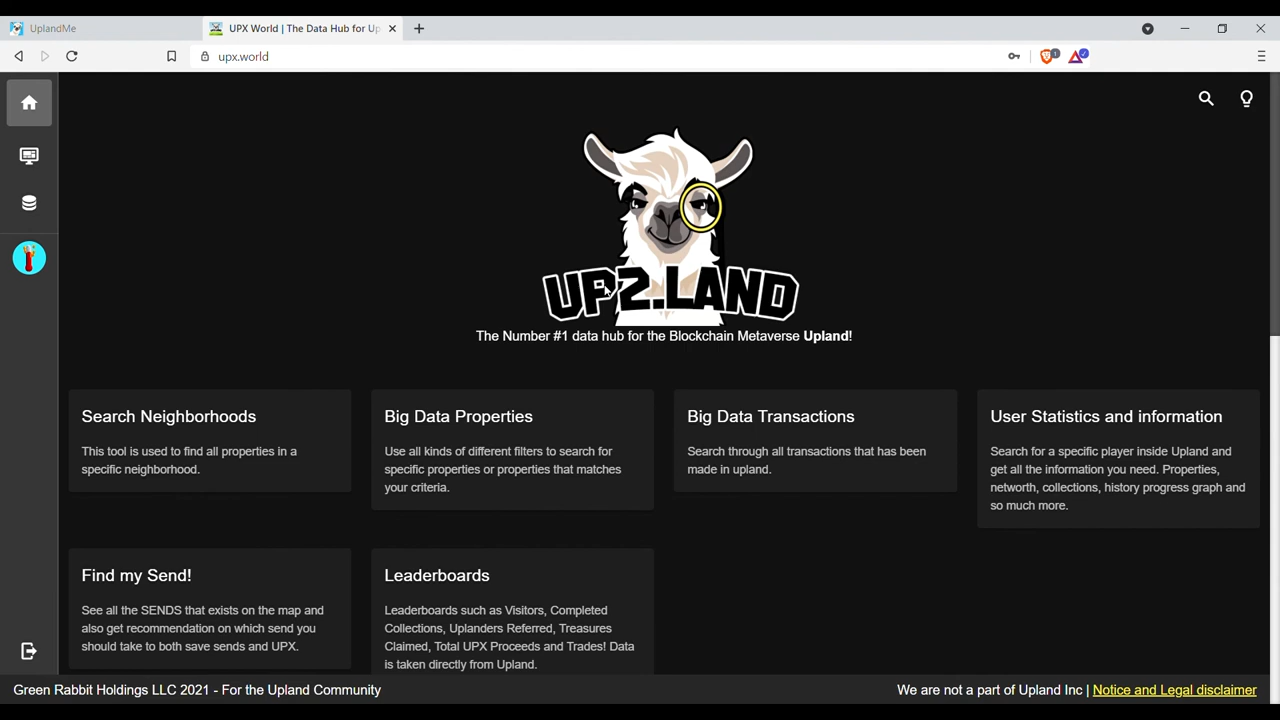 UplandMe
UPX World | The Data Hub for Up
upx.world
1
UP2.LAND
The Number #1 data hub for the Blockchain Metaverse Upland!
Search Neighborhoods
This tool is used to find all properties in a
specific neighborhood.
Big Data Properties
Use all kinds of different filters to search for
specific properties or properties that matches
your criteria.
Big Data Transactions
Search through all transactions that has been
made in upland.
User Statistics and information
Search for a specific player inside Upland and
get all the information you need. Properties,
networth, collections, history progress graph and
so much more.
Find my Send!
See all the SENDS that exists on the map and
also get recommendation on which send you
should take to both save sends and UPX.
Leaderboards
Leaderboards such as Visitors, Completed
Collections, Uplanders Referred, Treasures
Claimed, Total UPX Proceeds and Trades! Data
is taken directly from Upland.
Green Rabbit Holdings LLC 2021 - For the Upland Community
We are not a part of Upland Inc | Notice and Legal disclaimer